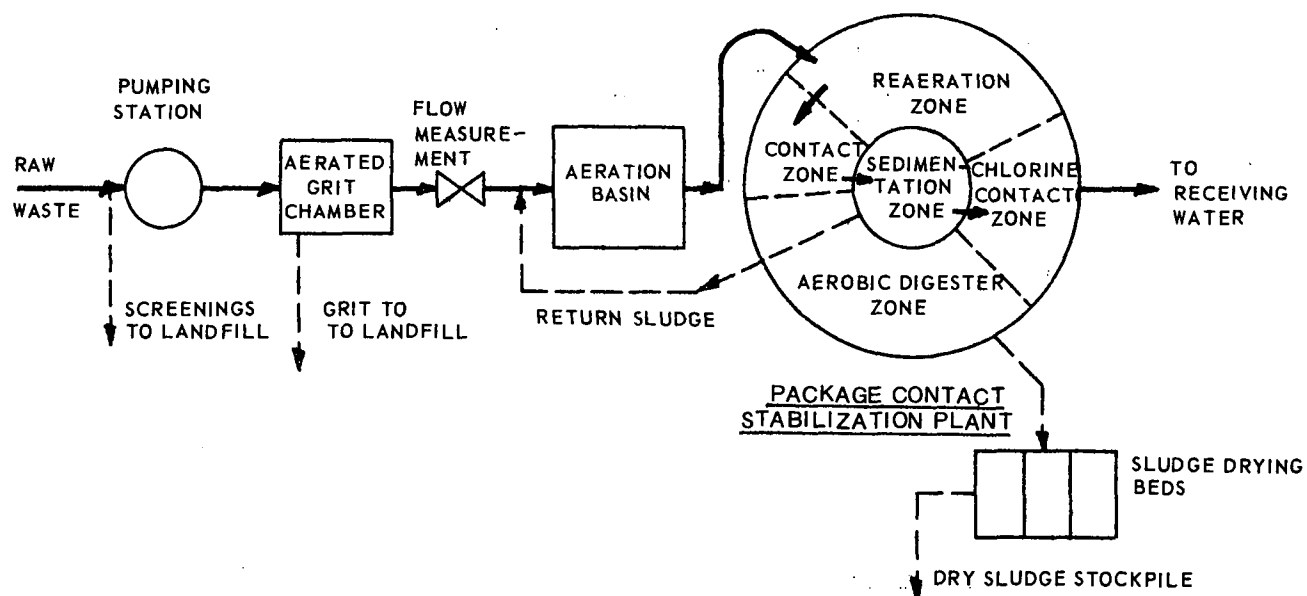 PUMPING
STATION
RAW
WASTE
AERATED
GRIT
CHAMBER
FLOW
MEASURE-
MENT
AERATION
BASIN
REAERATION
ZONE
CONTACT
ZONE
SEDIMEN-
TATION
ZONE
CHLORINE
CONTACT
ZONE
TO
RECEIVING
WATER
AEROBIC DIGESTER
ZONE
SCREENINGS
TO LANDFILL
GRIT TO
TO LANDFILL
RETURN SLUDGE
PACKAGE CONTACT
STABILIZATION PLANT
SLUDGE DRYING
BEDS
DRY SLUDGE STOCKPILE